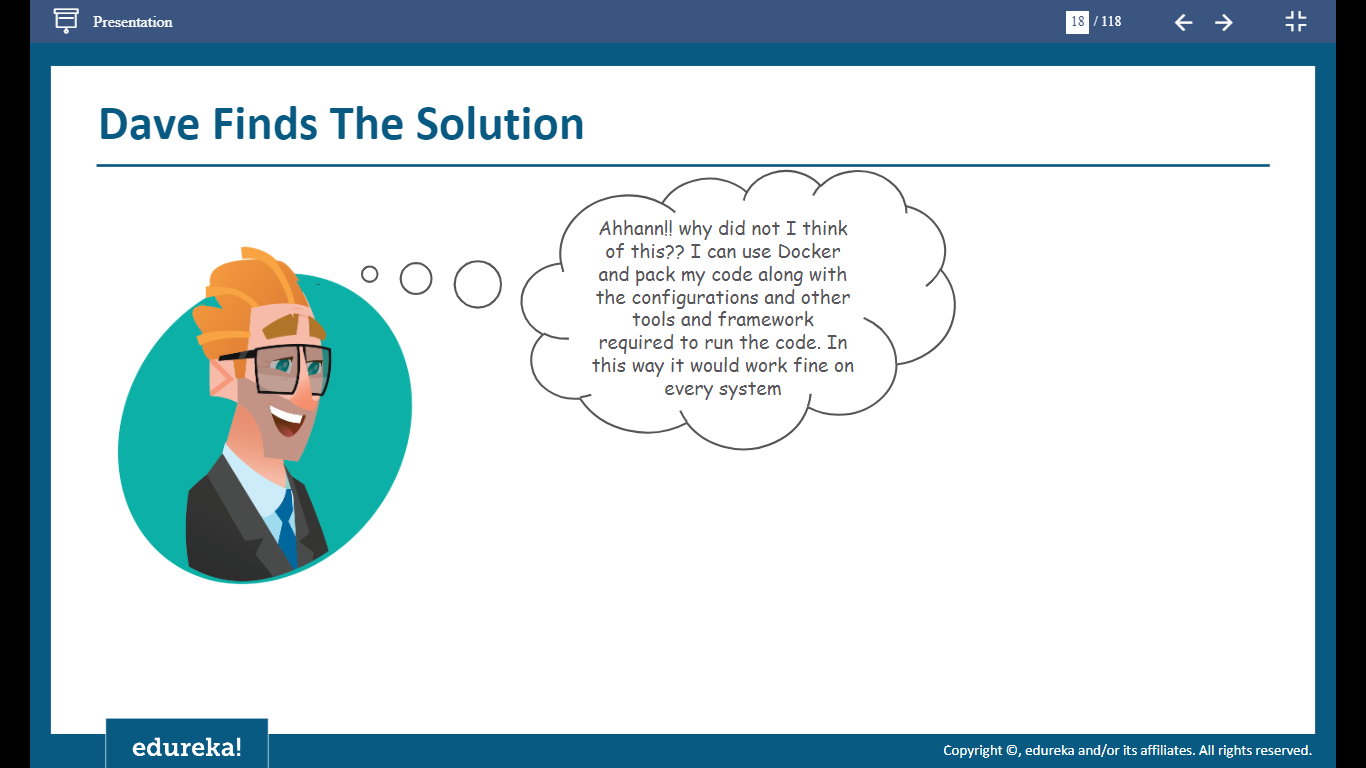 Presentation
18 / 118
Dave Finds The Solution
Ahhann!! why did not I think
of this?? I can use Docker
and pack my code along with
the configurations and other
tools and framework
required to run the code. In
this way it would work fine on
every system
edureka!
Copyright ©, edureka and/or its affiliates. All rights reserved.